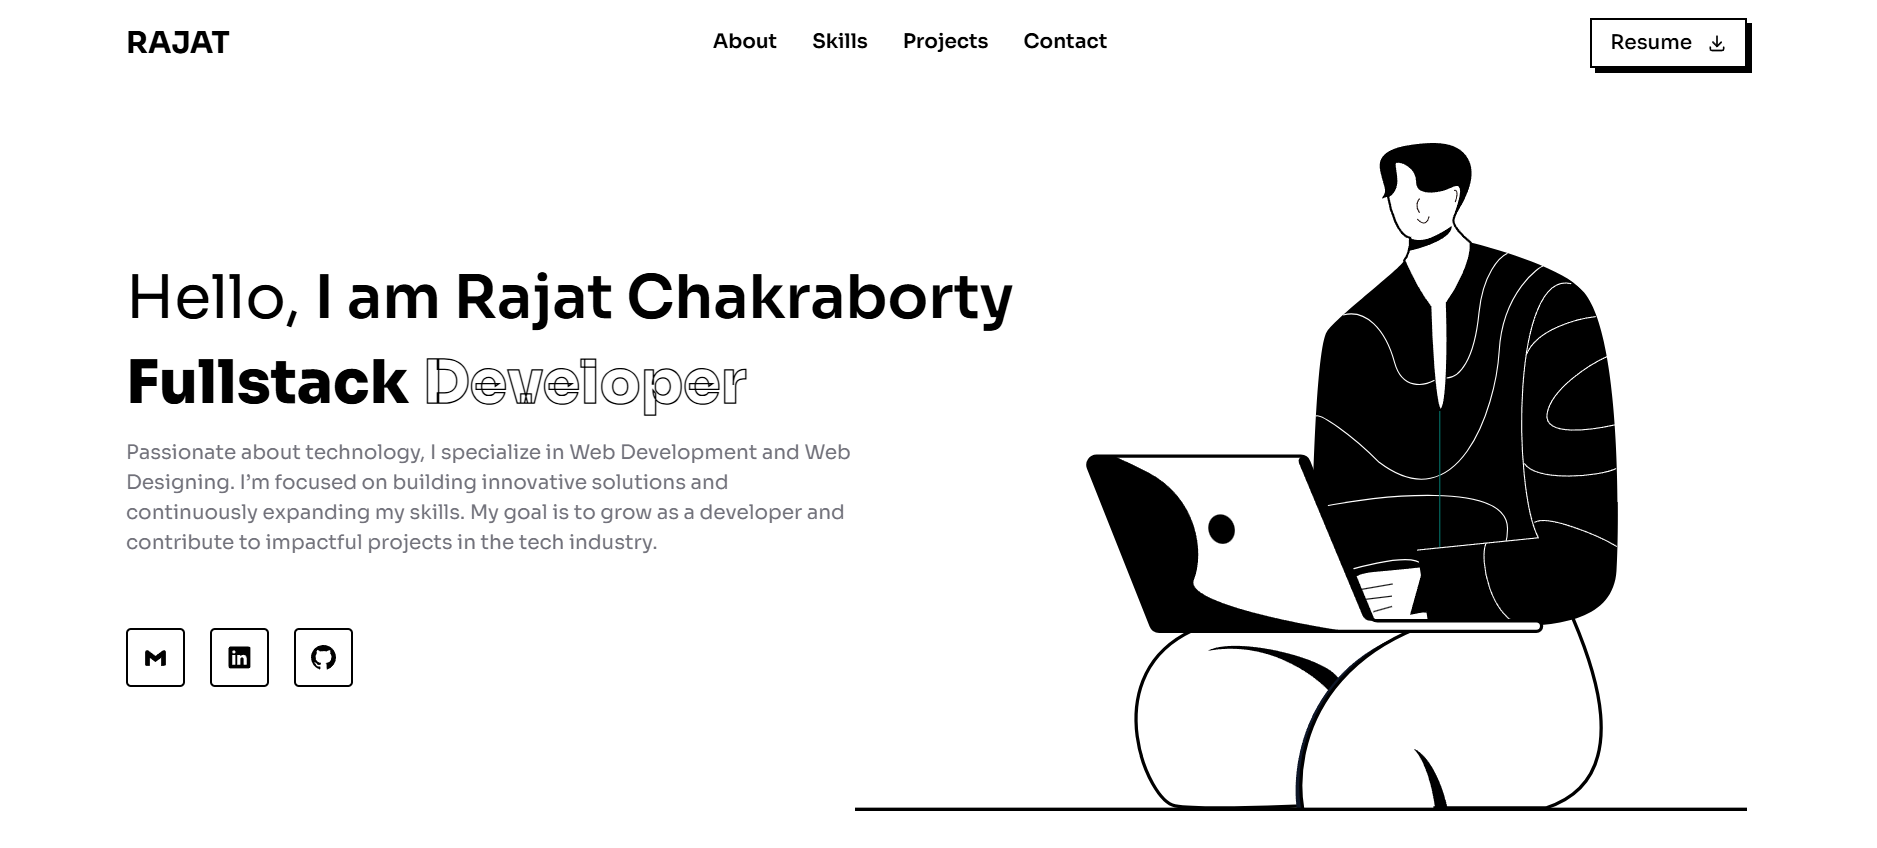 RAJAT
About Skills Projects Contact
Resume
Hello, I am Rajat Chakraborty
Fullstack Developer
Passionate about technology, I specialize in Web Development and Web
Designing. I’m focused on building innovative solutions and
continuously expanding my skills. My goal is to grow as a developer and
contribute to impactful projects in the tech industry.
M
in